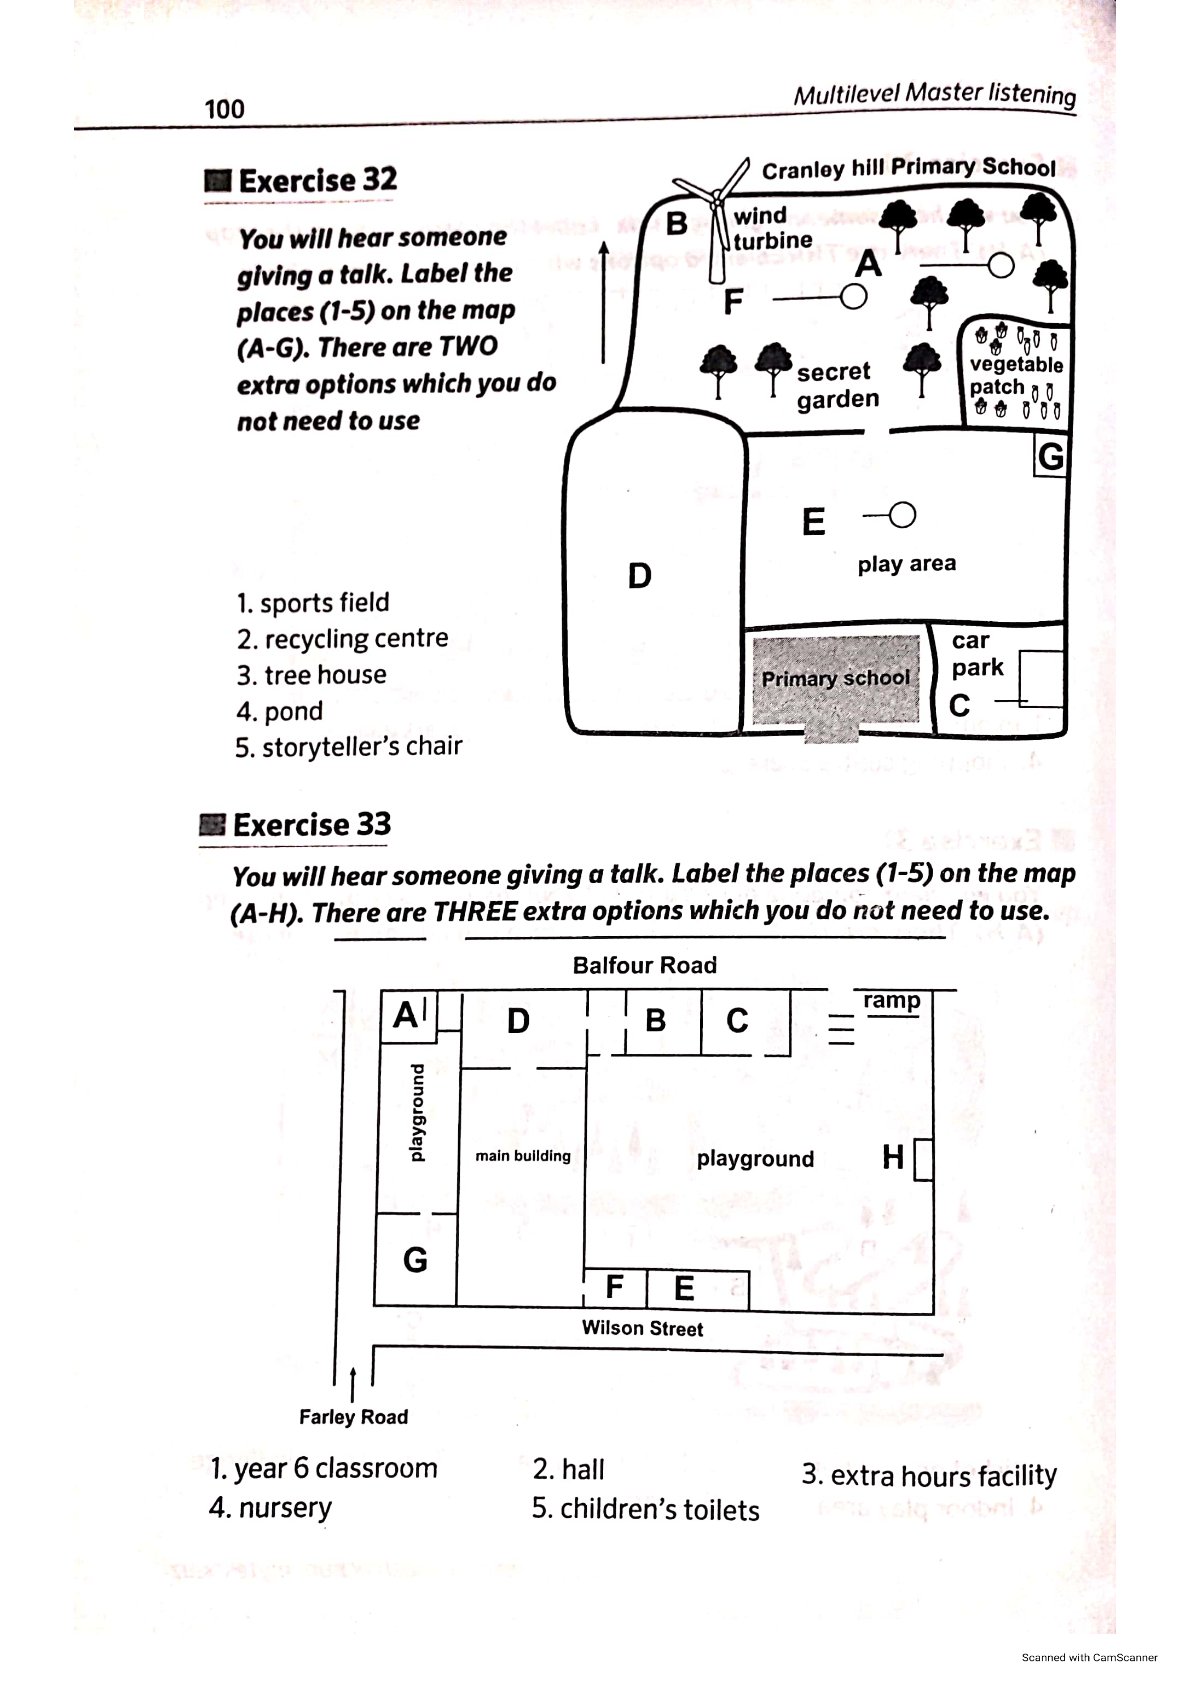 100
Multilevel Master listening
Exercise 32
You will hear someone
giving a talk. Label the
places (1-5) on the map
(A-G). There are TWO
extra options which you do
not need to use
1. sports field
2. recycling centre
3. tree house
4. pond
5. storyteller's chair
Cranley hill Primary School
B
wind
turbine
A
F
secret
garden
vegetable
patch
G
E
play area
D
Primary school
car
park
C
Exercise 33
You will hear someone giving a talk. Label the places (1-5) on the map
(A-H). There are THREE extra options which you do not need to use.
Balfour Road
A
D
B
C
ramp
playground
main building
playground
H
G
F
E
Wilson Street
Farley Road
1. year 6 classroom
2. hall
3. extra hours facility
4. nursery
5. children's toilets
Scanned with CamScanner